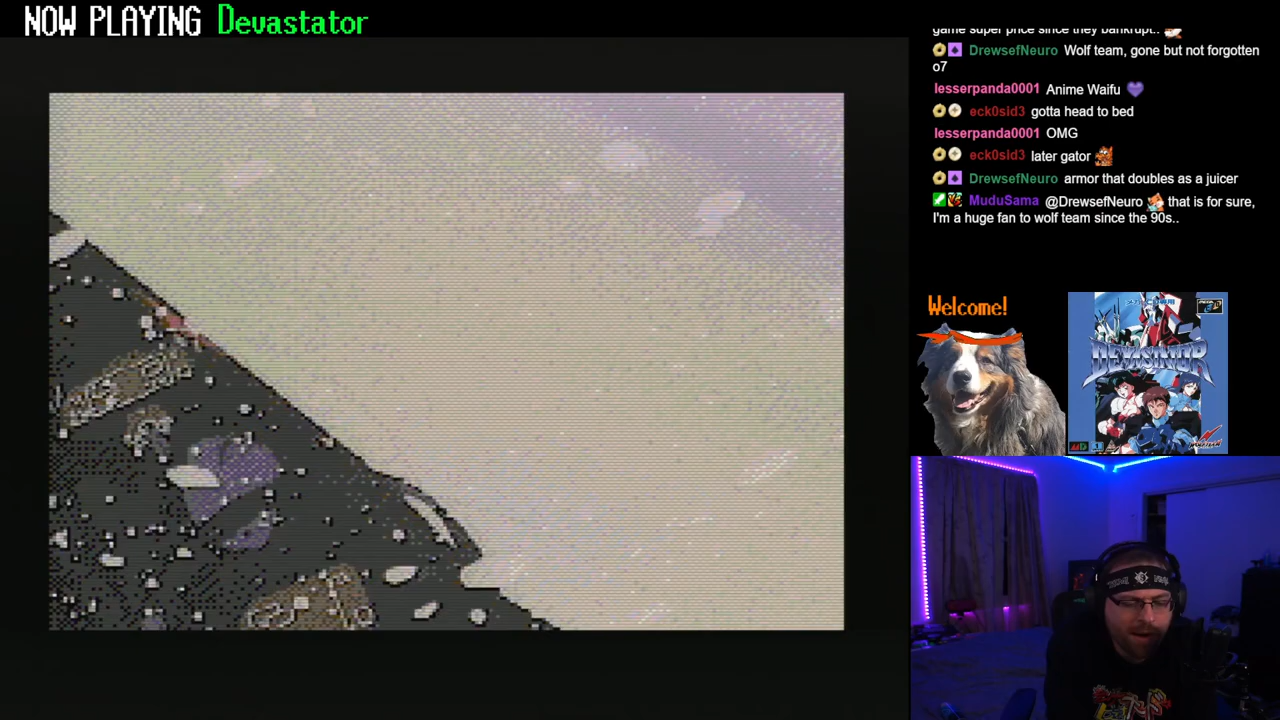 NOW PLAYING Devastator
game super price since they bankrupt..
DrewsefNeuro Wolf team, gone but not forgotten
o7
lesserpanda0001 Anime Waifu
eck0sid3 gotta head to bed
lesserpanda0001 OMG
eck0sid3 later gator
DrewsefNeuro armor that doubles as a juicer
MuduSama @DrewsefNeuro that is for sure,
I'm a huge fan to wolf team since the 90s..
Welcome!